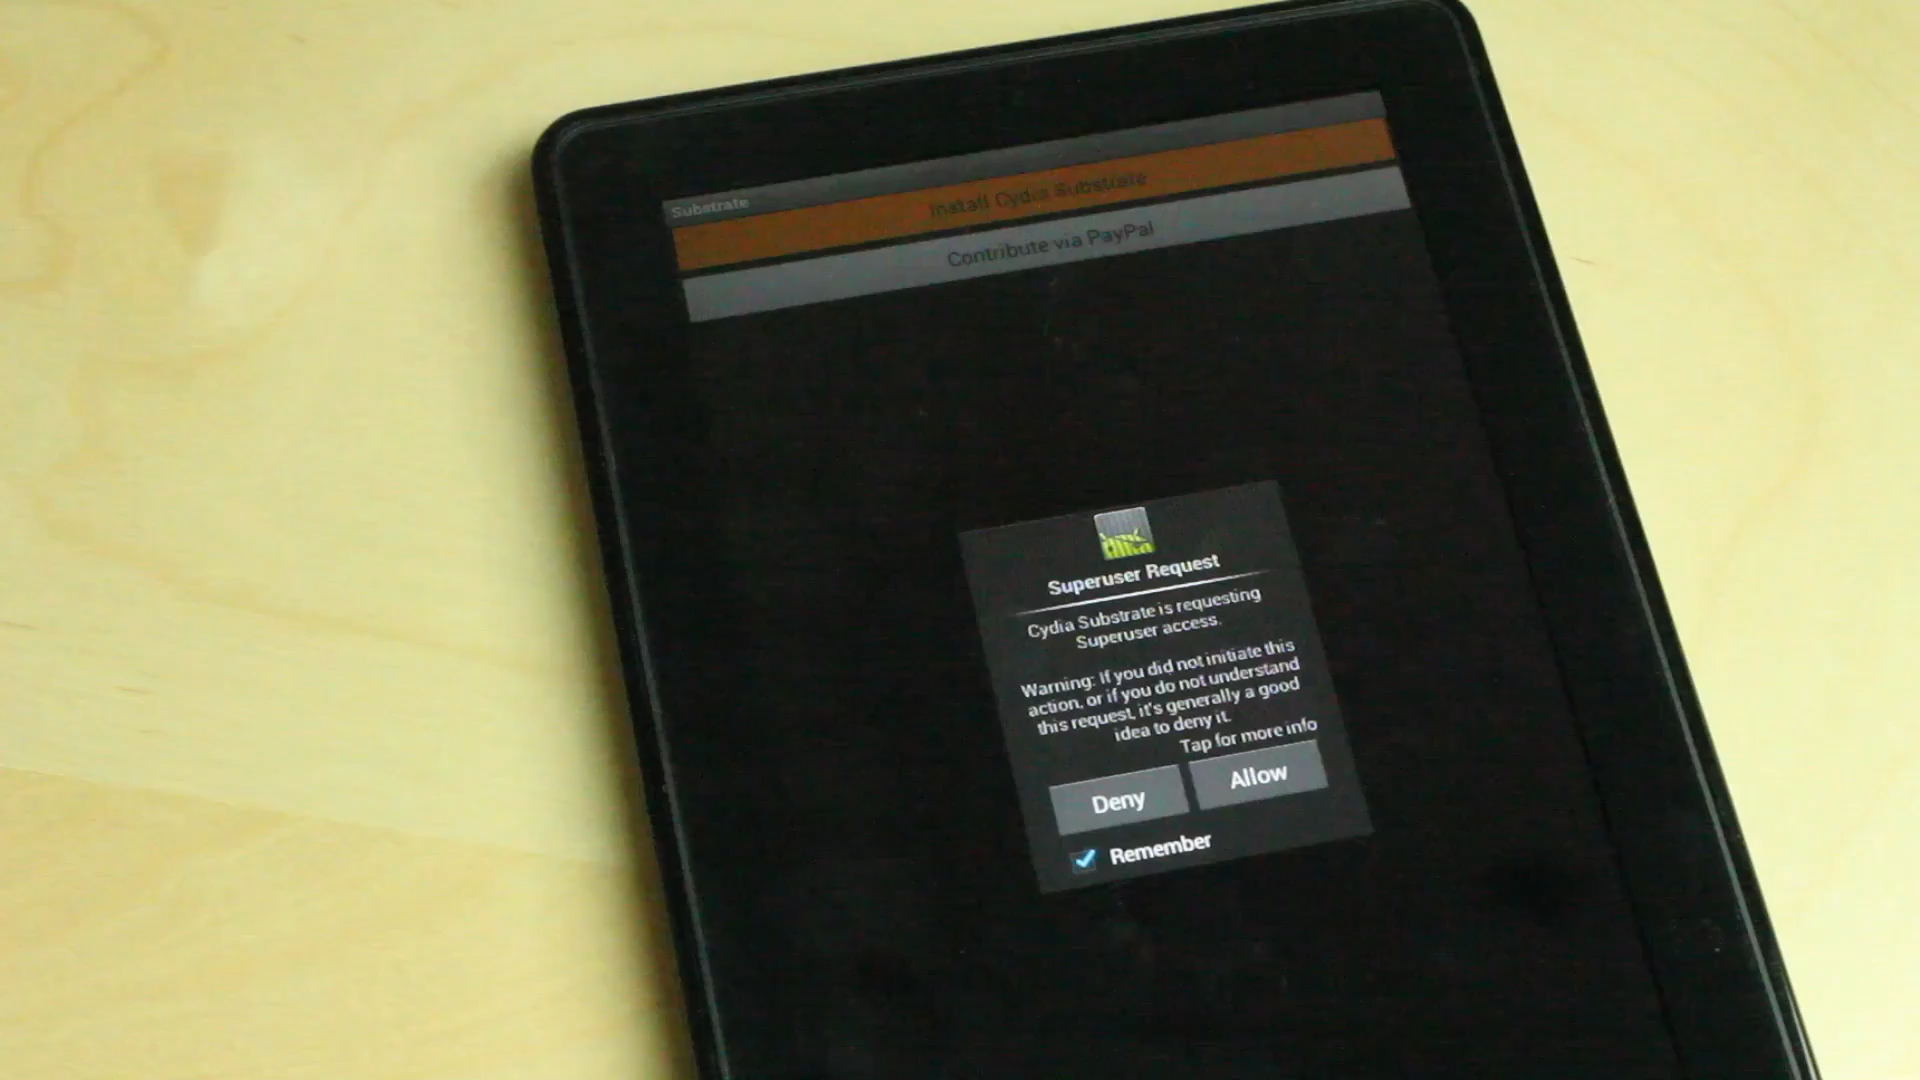 Substrate
Install Cydia Substrate
Contribute via PayPal
Superuser Request
Cydia Substrate is requesting
Superuser access.
Warning: If you did not initiate this
action, or if you do not understand
this request, it's generally a good
idea to deny it.
Tap for more info
Deny
Allow
Remember